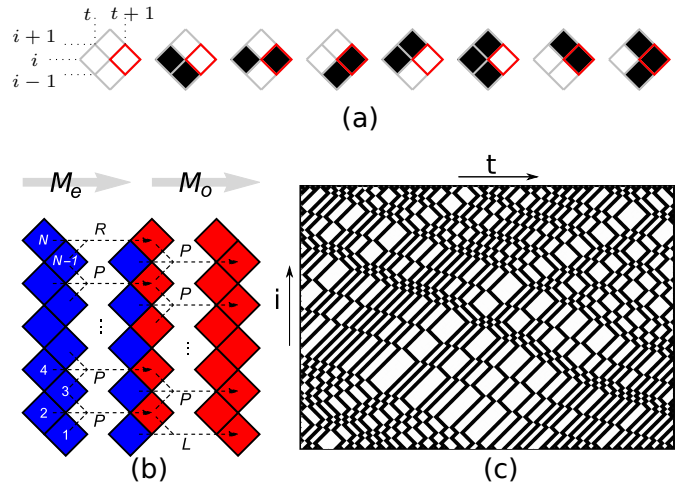 t t + 1
i + 1
i
i − 1
(a)
M_e M_o
N R
N−1 P
P P
⋮ ⋮
4 P
3 P
2 P
1 L
(b)
t
i
(c)